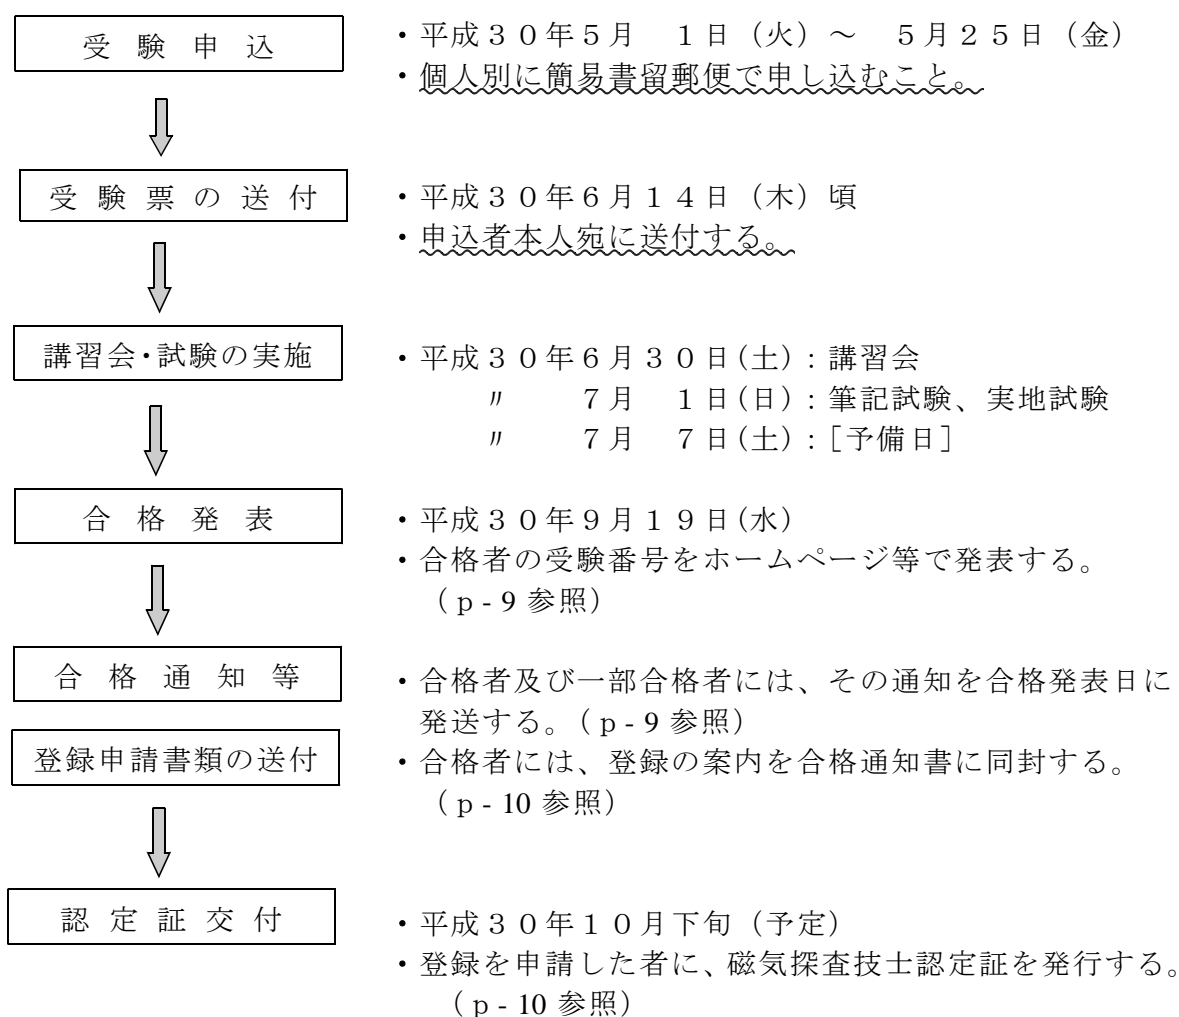 受験申込
・平成３０年５月　１日（火）～　５月２５日（金）
・個人別に簡易書留郵便で申し込むこと。
受験票の送付
・平成３０年６月１４日（木）頃
・申込者本人宛に送付する。
講習会・試験の実施
・平成３０年６月３０日(土)：講習会
〃　７月　１日(日)：筆記試験、実地試験
〃　７月　７日(土)：［予備日］
合格発表
・平成３０年９月１９日(水)
・合格者の受験番号をホームページ等で発表する。
（ｐ-9 参照）
合格通知等
・合格者及び一部合格者には、その通知を合格発表日に
発送する。（ｐ-9 参照）
登録申請書類の送付
・合格者には、登録の案内を合格通知書に同封する。
（ｐ-10 参照）
認定証交付
・平成３０年１０月下旬（予定）
・登録を申請した者に、磁気探査技士認定証を発行する。
（ｐ-10 参照）